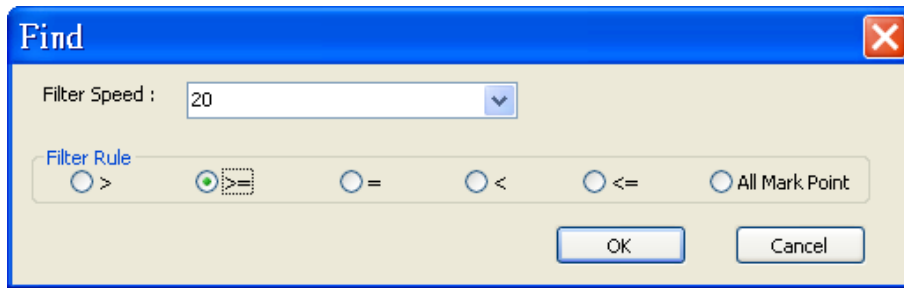 Find
Filter Speed :
20
Filter Rule
> >= = < <= All Mark Point
OK Cancel